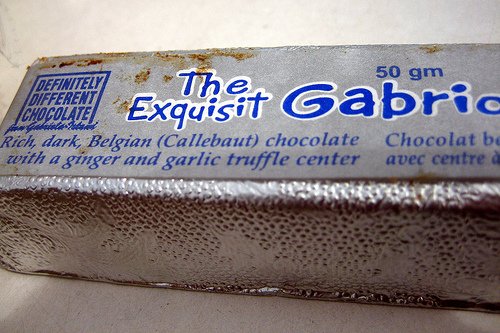 DEFINITELY
DIFFERENT
CHOCOLATE
The
Exquisit Gabric
50 gm
Rich, dark, Belgian (Callebaut) chocolate
with a ginger and garlic truffle center
Chocolat be
avec centre